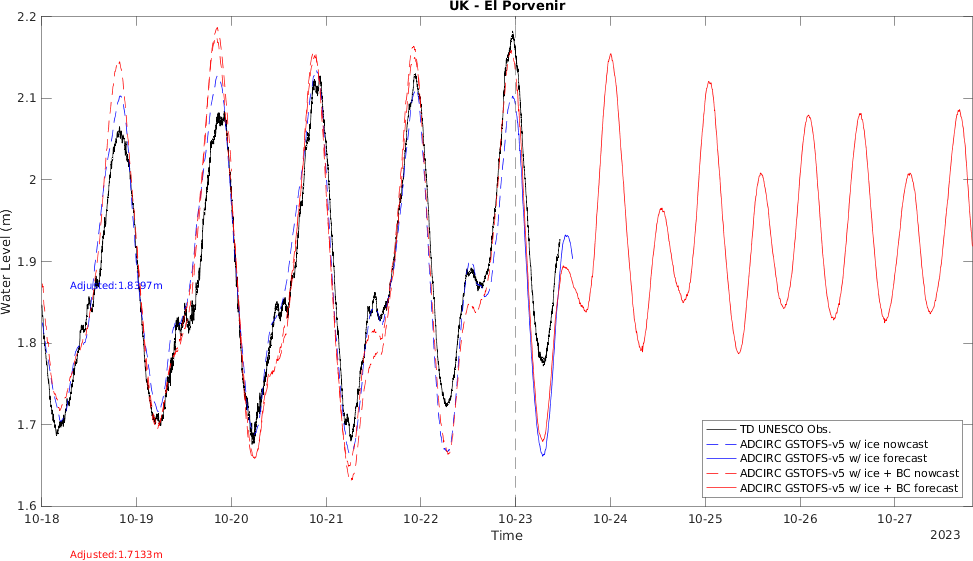 UK - El Porvenir
2.2
2.1
2
1.9
1.8
1.7
1.6
Water Level (m)
Adjusted:1.8397m
TD UNESCO Obs.
ADCIRC GSTOFS-v5 w/ ice nowcast
ADCIRC GSTOFS-v5 w/ ice forecast
ADCIRC GSTOFS-v5 w/ ice + BC nowcast
ADCIRC GSTOFS-v5 w/ ice + BC forecast
10-18 10-19 10-20 10-21 10-22 10-23 10-24 10-25 10-26 10-27
Time
2023
Adjusted:1.7133m